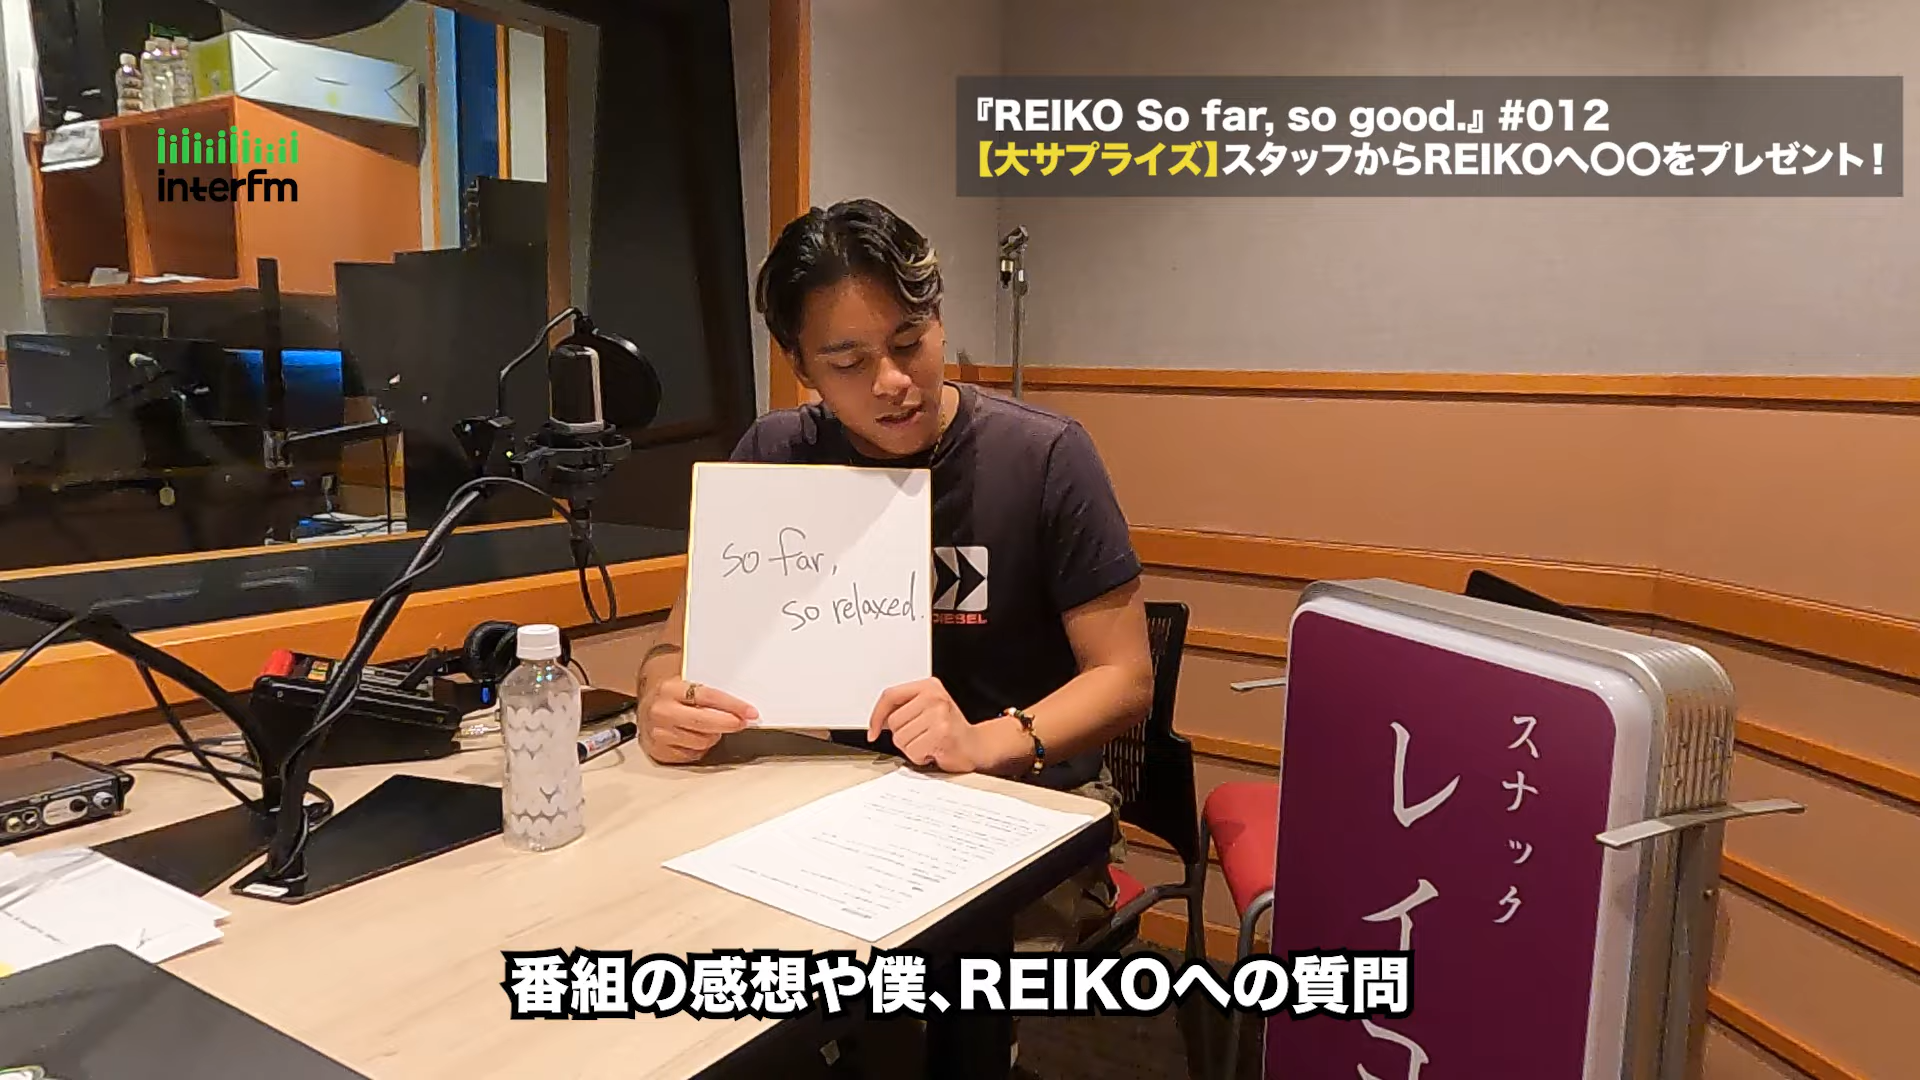 『REIKO So far, so good.』 #012
【大サプライズ】スタッフからREIKOへ〇〇をプレゼント!
interfm
so far,
so relaxed.
DIESEL
スナック
レイコ
番組の感想や僕、REIKOへの質問